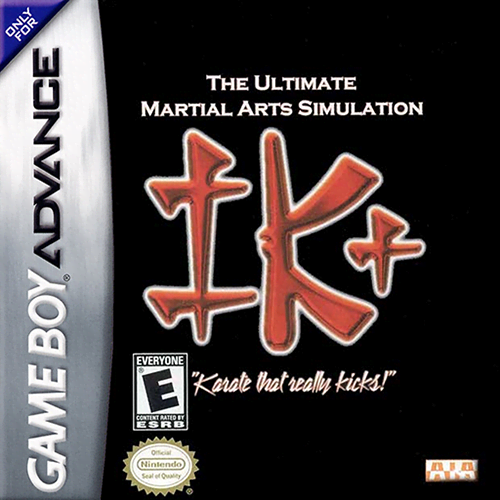 ONLY
FOR
GAME BOY ADVANCE
THE ULTIMATE
MARTIAL ARTS SIMULATION
IK+
EVERYONE
E
CONTENT RATED BY
ESRB
"Karate that really kicks!"
Official
Nintendo
Seal of Quality